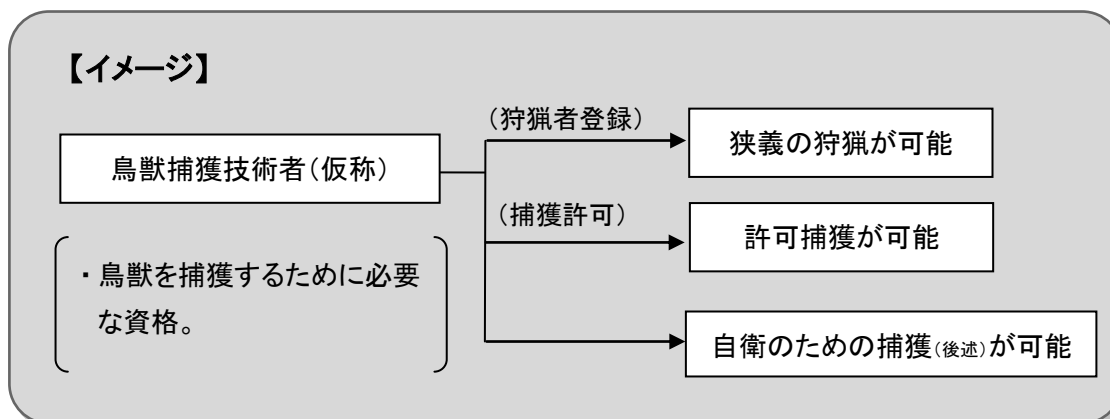 【イメージ】
(狩猟者登録)
狭義の狩猟が可能
鳥獣捕獲技術者(仮称)
(捕獲許可)
許可捕獲が可能
・鳥獣を捕獲するために必要
な資格。
自衛のための捕獲(後述)が可能